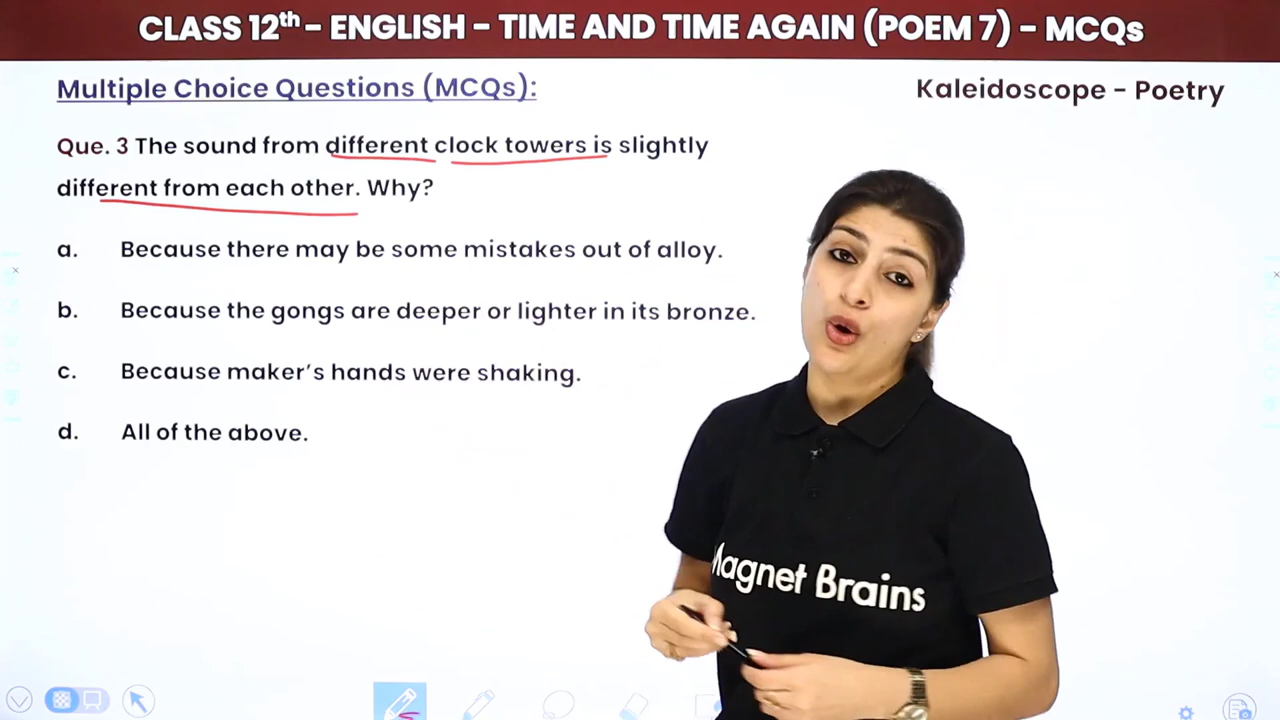 CLASS 12th – ENGLISH – TIME AND TIME AGAIN (POEM 7) – MCQs
Multiple Choice Questions (MCQs):
Kaleidoscope - Poetry
Que. 3 The sound from different clock towers is slightly
different from each other. Why?
a. Because there may be some mistakes out of alloy.
b. Because the gongs are deeper or lighter in its bronze.
c. Because maker's hands were shaking.
d. All of the above.
Magnet Brains